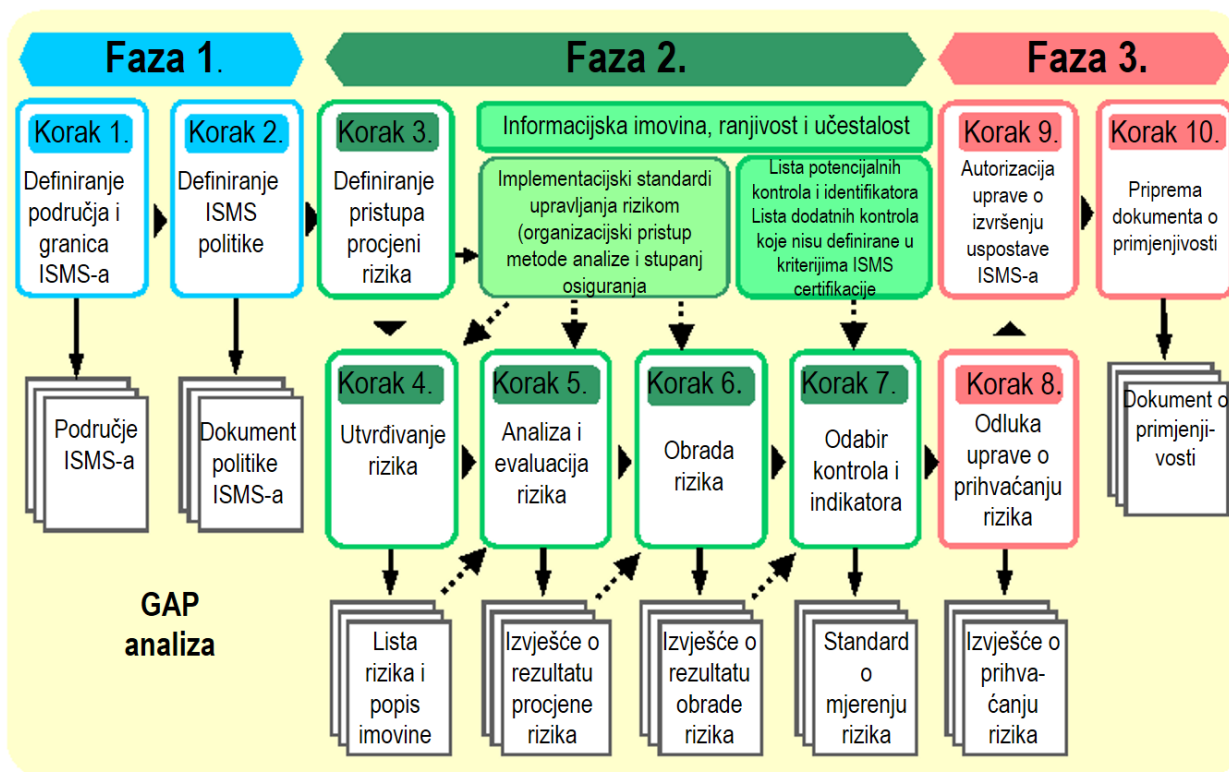 Faza 1.
Faza 2.
Faza 3.
Korak 1.
Definiranje
područja i
granica
ISMS-a
Korak 2.
Definiranje
ISMS
politike
Korak 3.
Definiranje
pristupa
procjeni
rizika
Informacijska imovina, ranjivost i učestalost
Implementacijski standardi
upravljanja rizikom
(organizacijski pristup
metode analize i stupanj
osiguranja
Lista potencijalnih
kontrola i identifikatora
Lista dodatnih kontrola
koje nisu definirane u
kriterijima ISMS
certifikacije
Korak 9.
Autorizacija
uprave o
izvršenju
uspostave
ISMS-a
Korak 10.
Priprema
dokumenta o
primjenjivosti
Korak 4.
Utvrđivanje
rizika
Korak 5.
Analiza i
evaluacija
rizika
Korak 6.
Obrada
rizika
Korak 7.
Odabir
kontrola i
indikatora
Korak 8.
Odluka
uprave o
prihvaćanju
rizika
Područje
ISMS-a
Dokument
politike
ISMS-a
Dokument o
primjenji-
vosti
GAP
analiza
Lista
rizika i
popis
imovine
Izvješće o
rezultatu
procjene
rizika
Izvješće o
rezultatu
obrade
rizika
Standard
o
mjerenju
rizika
Izvješće o
prihva-
ćanju
rizika